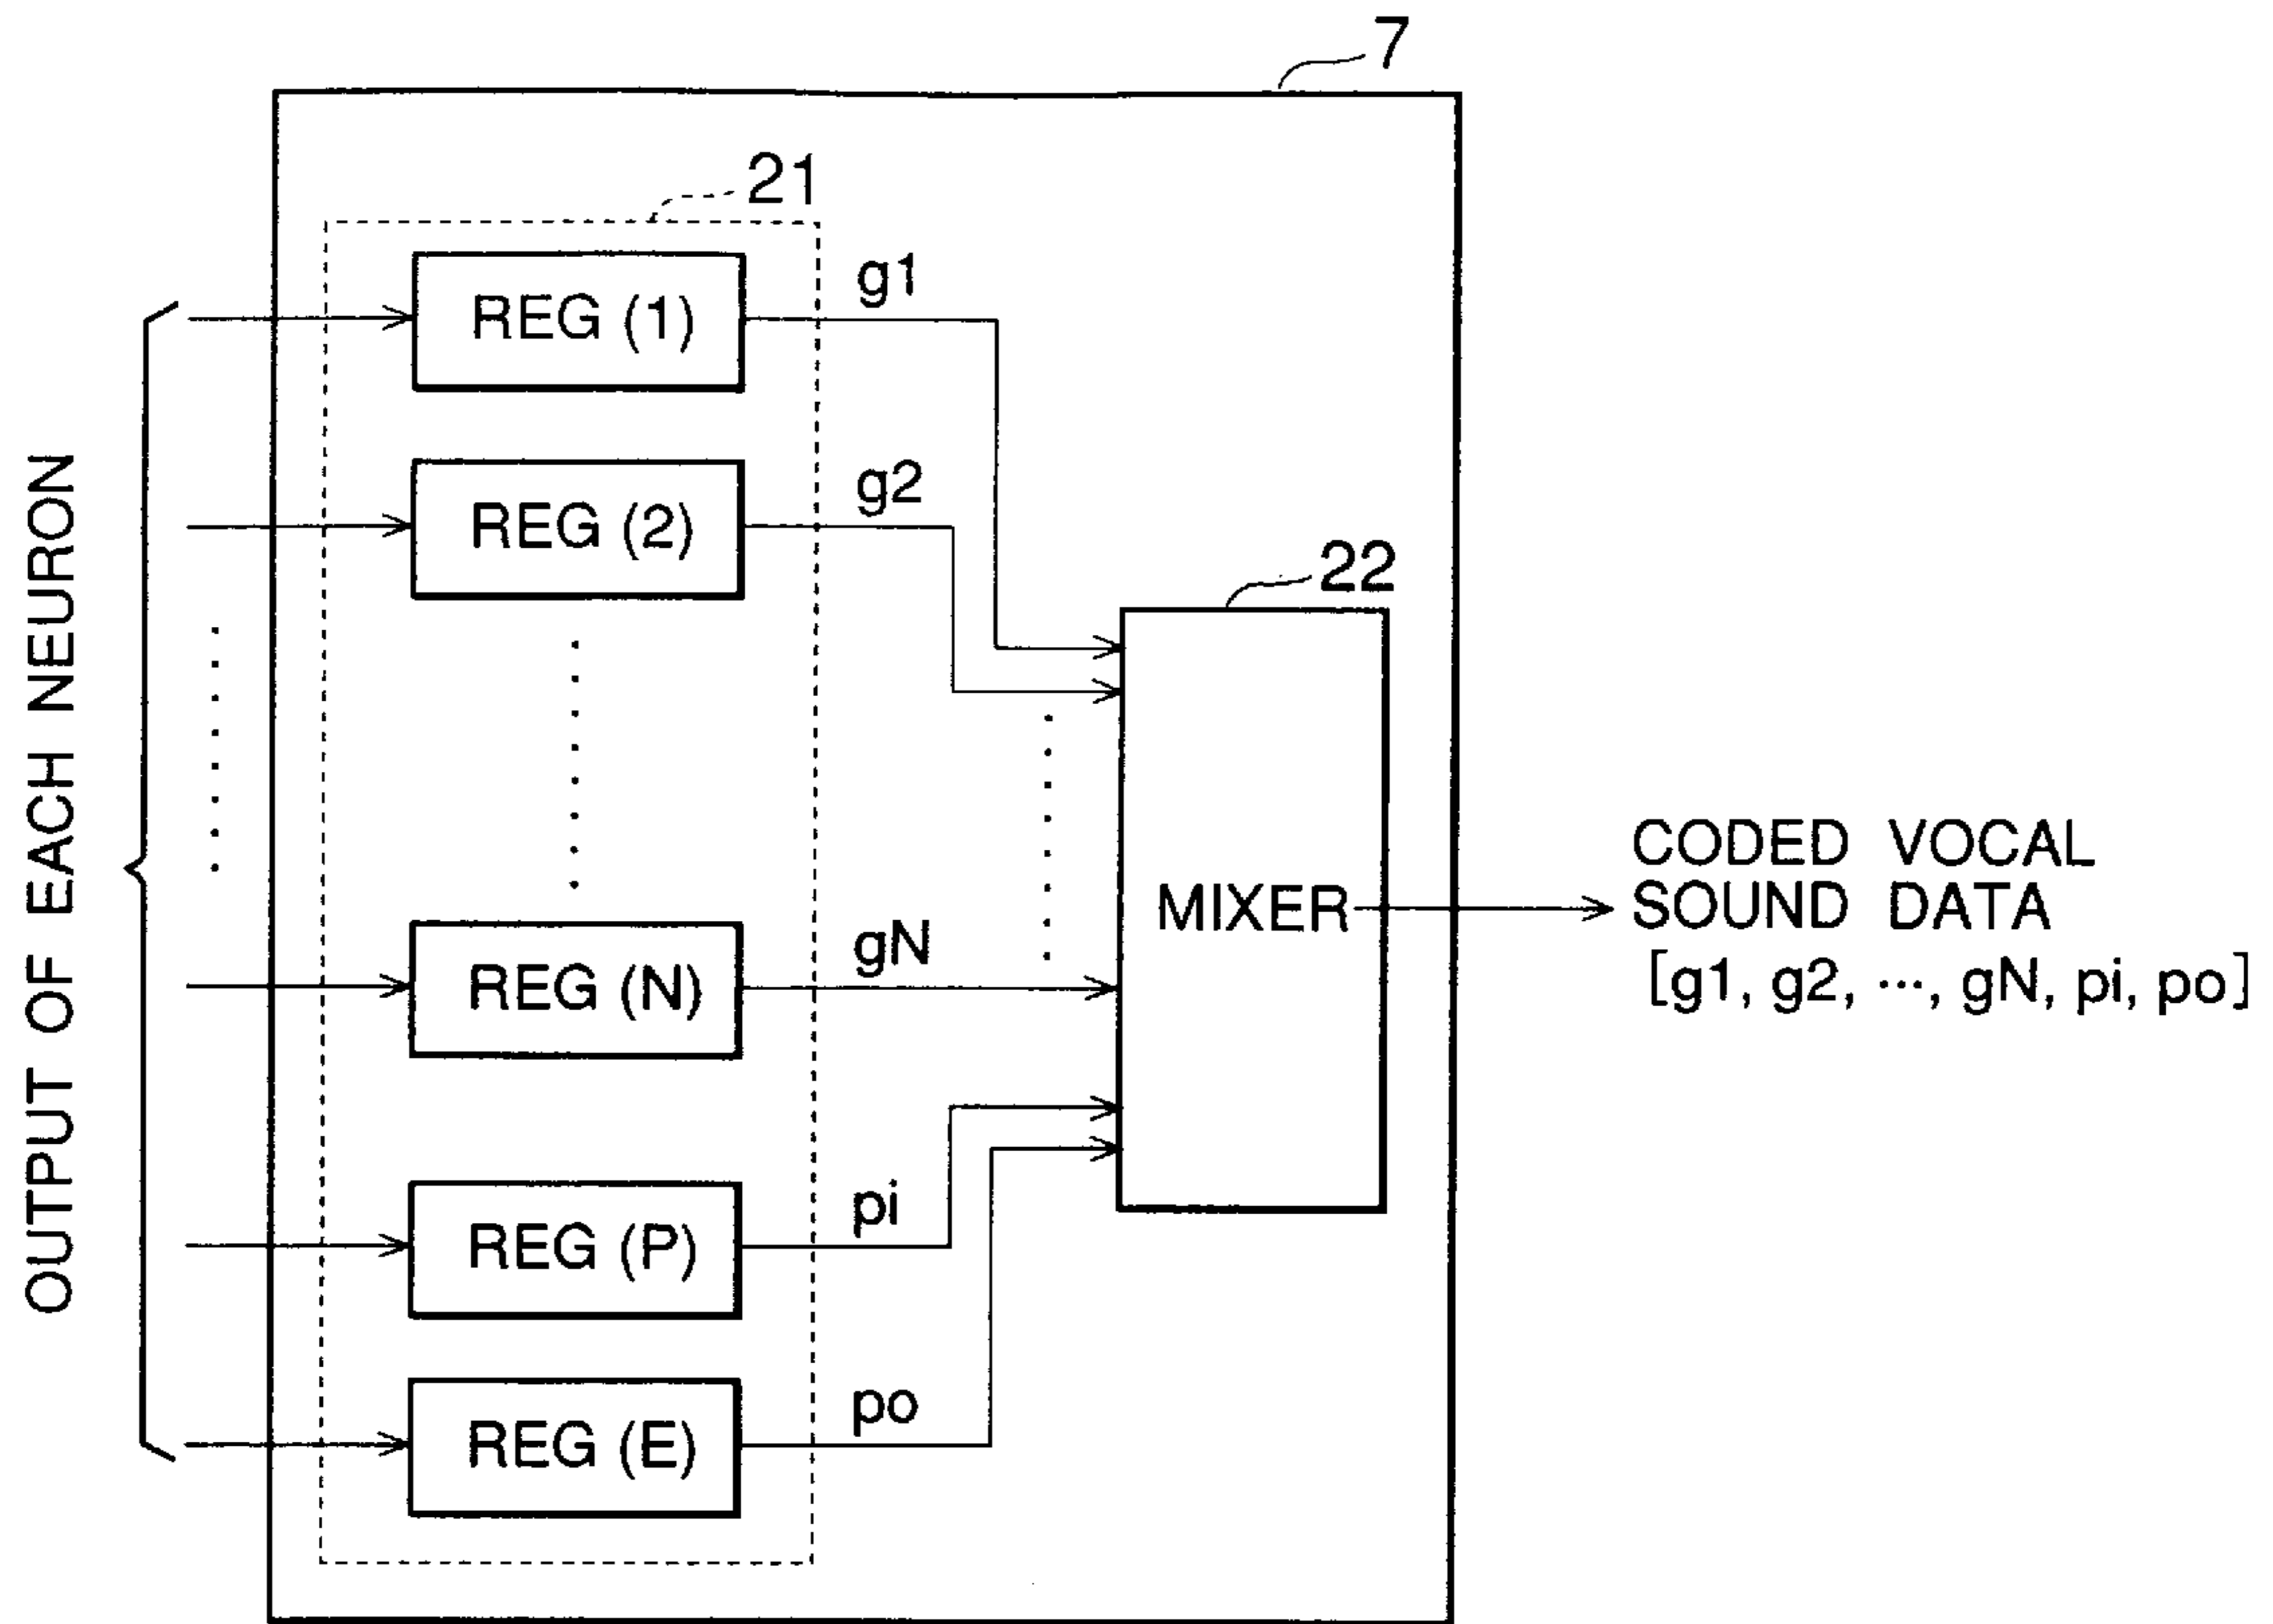 7
21
REG (1)
g1
REG (2)
g2
22
OUTPUT OF EACH NEURON
MIXER
CODED VOCAL
SOUND DATA
[g1, g2, ···, gN, pi, po]
REG (N)
gN
REG (P)
pi
REG (E)
po